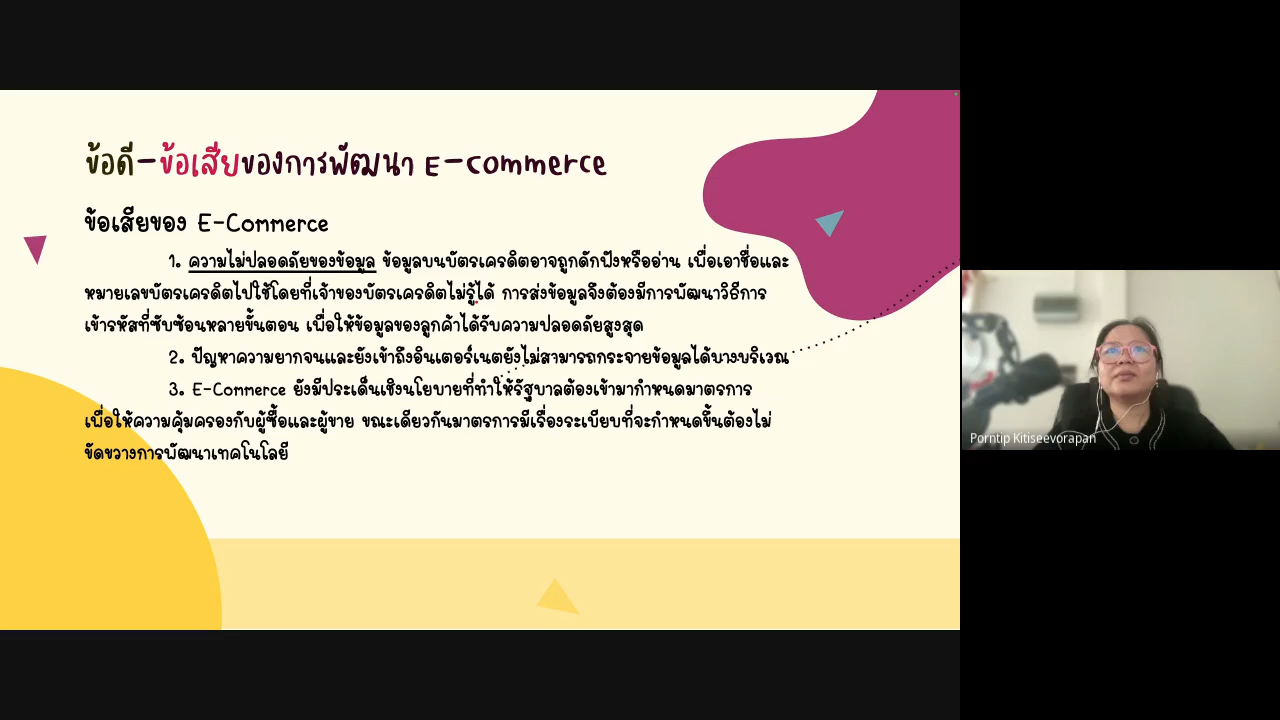 ข้อดี-ข้อเสียของการพัฒนา E-commerce
ข้อเสียของ E-Commerce
1. ความไม่ปลอดภัยของข้อมูล ข้อมูลบนบัตรเครดิตอาจถูกดักฟังหรืออ่าน เพื่อเอาชื่อและ
หมายเลขบัตรเครดิตไปใช้โดยที่เจ้าของบัตรเครดิตไม่รู้ได้ การส่งข้อมูลจึงต้องมีการพัฒนาวิธีการ
เข้ารหัสที่ซับซ้อนหลายขั้นตอน เพื่อให้ข้อมูลของลูกค้าได้รับความปลอดภัยสูงสุด
2. ปัญหาความยากจนและยังเข้าถึงอินเตอร์เนตยังไม่สามารถกระจายข้อมูลได้บางบริเวณ
3. E-Commerce ยังมีประเด็นเชิงนโยบายที่ทำให้รัฐบาลต้องเข้ามากำหนดมาตรการ
เพื่อให้ความคุ้มครองกับผู้ซื้อและผู้ขาย ขณะเดียวกันมาตรการมีเรื่องระเบียบที่จะกำหนดขึ้นต้องไม่
ขัดขวางการพัฒนาเทคโนโลยี
Porntip Kitiseevorapan